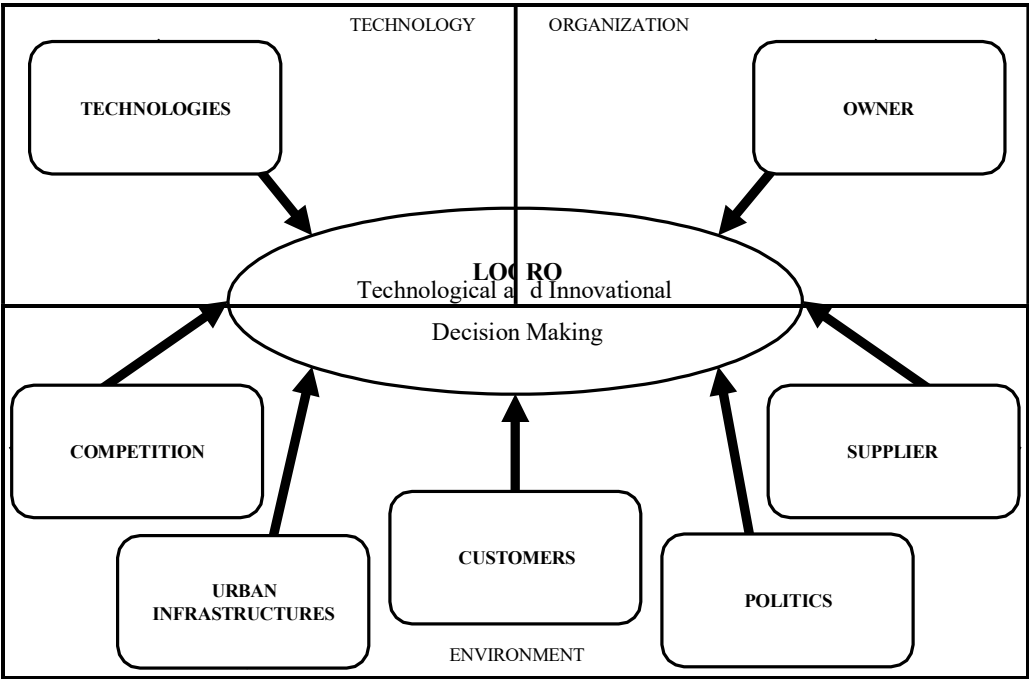 TECHNOLOGY
ORGANIZATION
TECHNOLOGIES
OWNER
Technological a d Innovational
Decision Making
COMPETITION
SUPPLIER
CUSTOMERS
URBAN
INFRASTRUCTURES
POLITICS
ENVIRONMENT